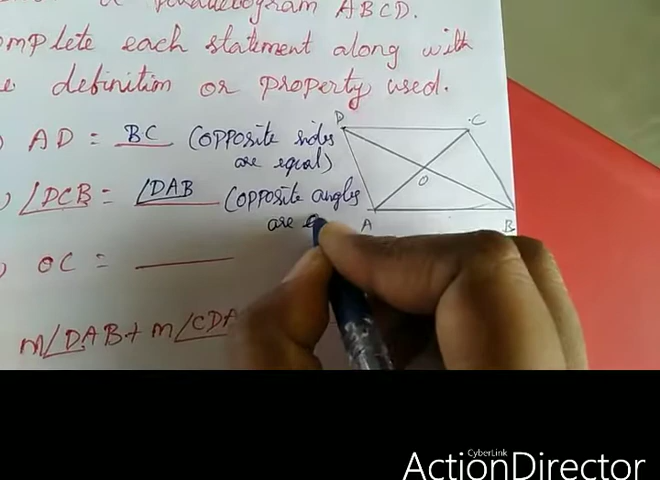 a parallelogram ABCD.
omplete each statement along with
e definition or property used.
) AD = BC (opposite sides
are equal)
) ∠DCB = ∠DAB (opposite angles
are e
) OC =
m∠DAB + m∠CDA
D
C
O
A
B
CyberLink
ActionDirector